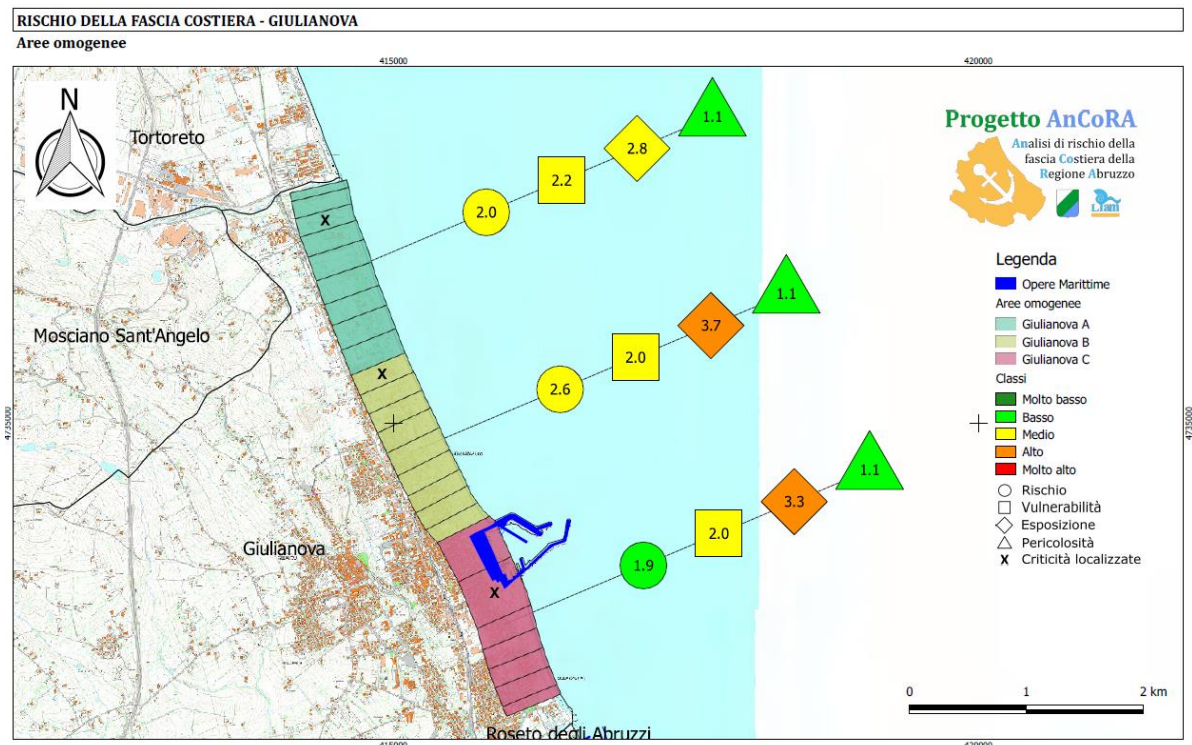 RISCHIO DELLA FASCIA COSTIERA - GIULIANOVA
Aree omogenee
415000
420000
N
Tortoreto
Mosciano Sant'Angelo
Giulianova
Roseto degli Abruzzi
4735000
4735000
2.0
2.2
2.8
1.1
2.6
2.0
3.7
1.1
1.9
2.0
3.3
1.1
X
X
X
Progetto AnCoRA
Analisi di rischio della
fascia Costiera della
Regione Abruzzo
LIam
Legenda
Opere Marittime
Aree omogenee
Giulianova A
Giulianova B
Giulianova C
Classi
Molto basso
Basso
Medio
Alto
Molto alto
Rischio
Vulnerabilità
Esposizione
Pericolosità
X Criticità localizzate
0 1 2 km
415000
420000